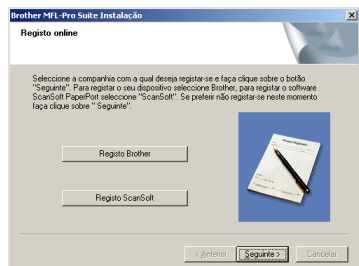 Brother MFL-Pro Suite Instalação
Registo online
Seleccione a companhia com a qual deseja registar-se e faça clique sobre o botão
"Seguinte". Para registar o seu dispositivo seleccione Brother, para registar o software
ScanSoft PaperPort seleccione "ScanSoft". Se preferir não registar-se neste momento
faça clique sobre " Seguinte".
Product Registration
Registo Brother
Registo ScanSoft
< Anterior
Seguinte >
Cancelar